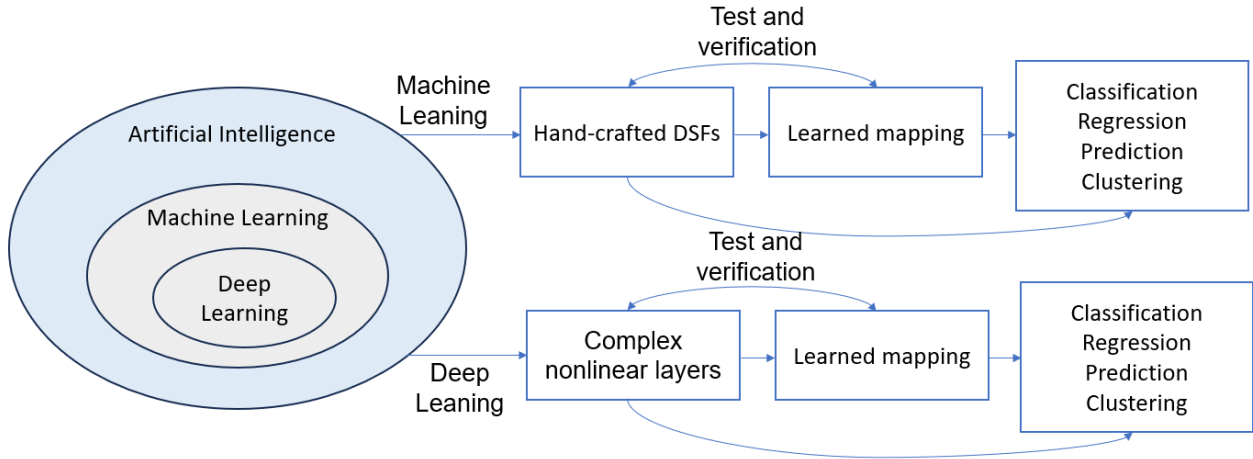 Artificial Intelligence
Machine Learning
Deep
Learning
Machine
Leaning
Test and
verification
Hand-crafted DSFs
Learned mapping
Classification
Regression
Prediction
Clustering
Deep
Leaning
Test and
verification
Complex
nonlinear layers
Learned mapping
Classification
Regression
Prediction
Clustering